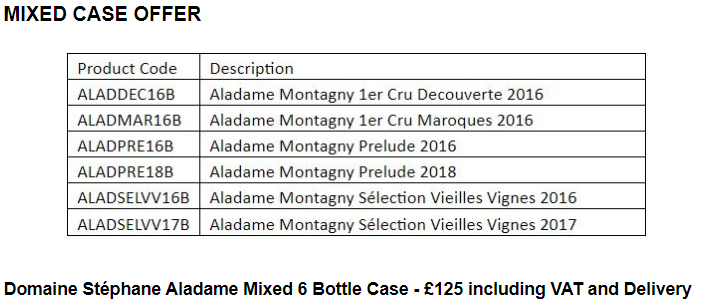 MIXED CASE OFFER
Product Code Description
ALADDEC16B Aladame Montagny 1er Cru Decouverte 2016
ALADMAR16B Aladame Montagny 1er Cru Maroques 2016
ALADPRE16B Aladame Montagny Prelude 2016
ALADPRE18B Aladame Montagny Prelude 2018
ALADSELVV16B Aladame Montagny Sélection Vieilles Vignes 2016
ALADSELVV17B Aladame Montagny Sélection Vieilles Vignes 2017
Domaine Stéphane Aladame Mixed 6 Bottle Case - £125 including VAT and Delivery